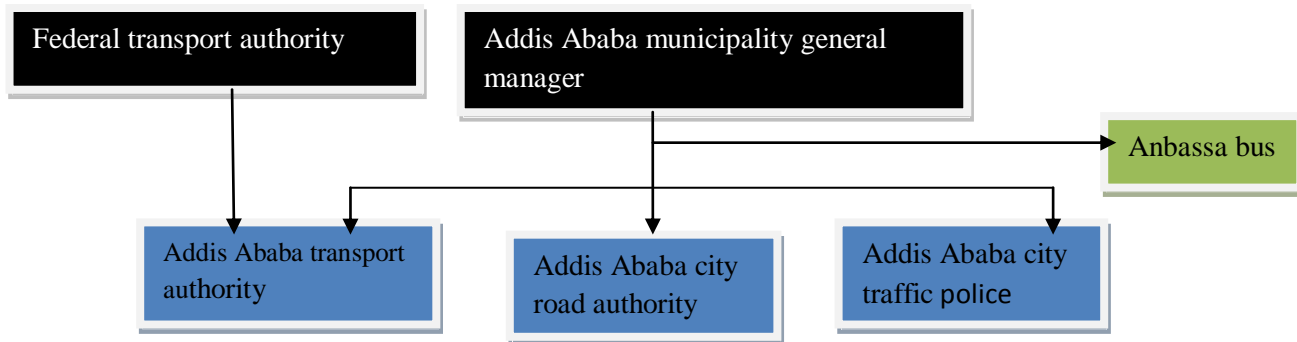 Federal transport authority
Addis Ababa municipality general
manager
Anbassa bus
Addis Ababa transport
authority
Addis Ababa city
road authority
Addis Ababa city
traffic police